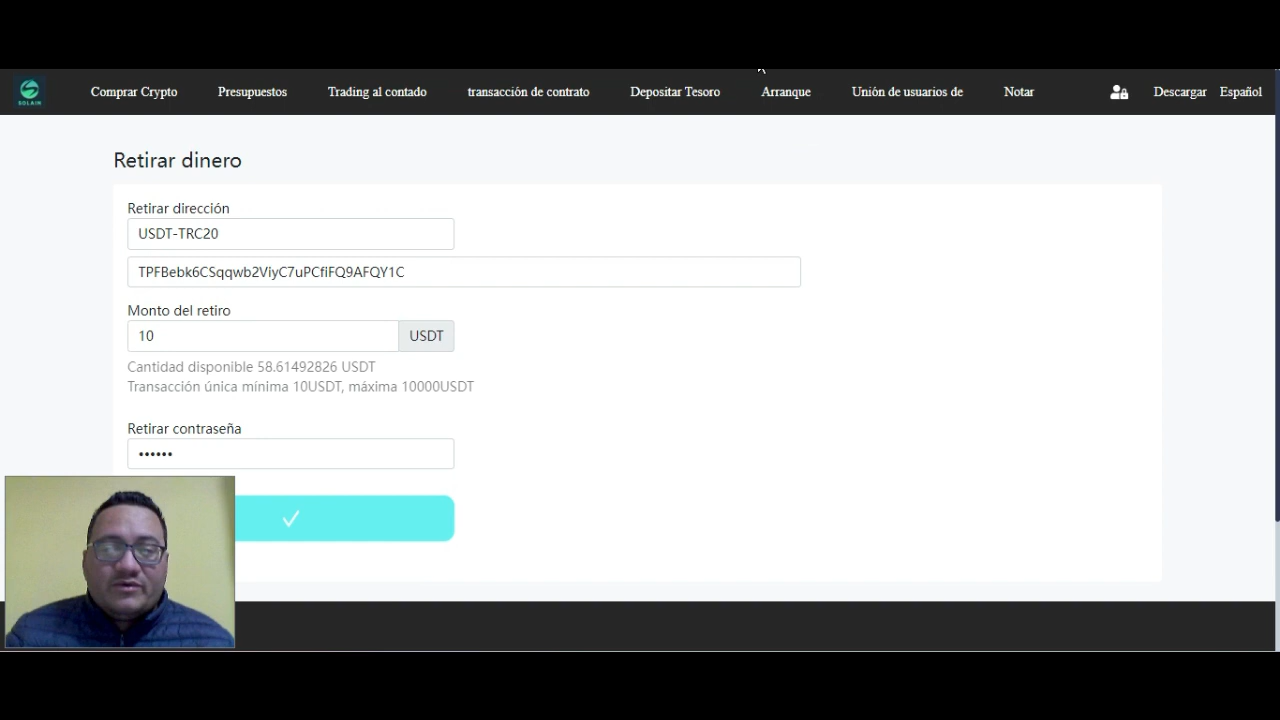 SOLAIN
Comprar Crypto Presupuestos Trading al contado transacción de contrato Depositar Tesoro Arranque Unión de usuarios de Notar Descargar Español
Retirar dinero
Retirar dirección
USDT-TRC20
TPFBebk6CSqqwb2ViyC7uPCfiFQ9AFQY1C
Monto del retiro
10 USDT
Cantidad disponible 58.61492826 USDT
Transacción única mínima 10USDT, máxima 10000USDT
Retirar contraseña
••••••